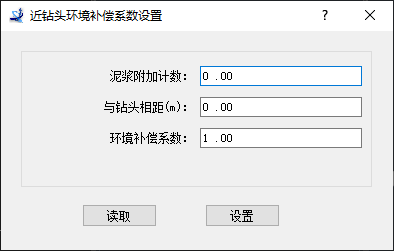 近钻头环境补偿系数设置 ?
泥浆附加计数: 0 .00
与钻头相距(m): 0 .00
环境补偿系数: 1 .00
读取 设置